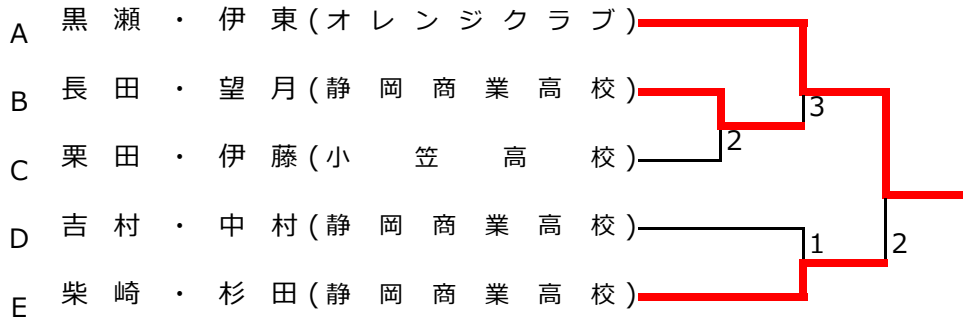 A 黒瀬・伊東(オレンジクラブ)
B 長田・望月(静岡商業高校)
3
2
C 栗田・伊藤(小笠高校)
D 吉村・中村(静岡商業高校)
1
2
E 柴崎・杉田(静岡商業高校)